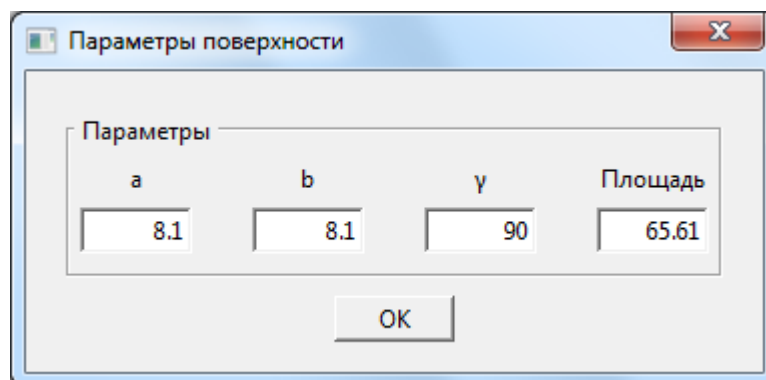 Параметры поверхности
Параметры
a b γ Площадь
8.1 8.1 90 65.61
OK